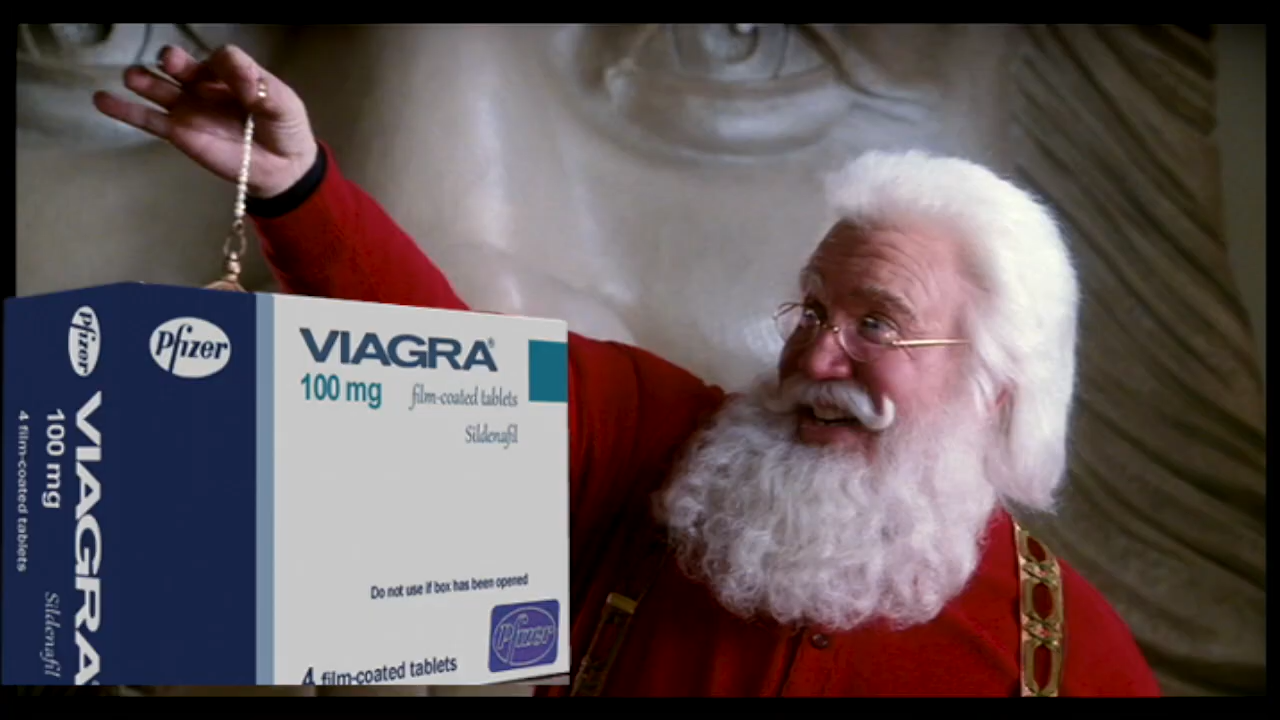 Pfizer
VIAGRA
100 mg
4 film-coated tablets
Sildenafil
Pfizer
VIAGRA®
100 mg
film-coated tablets
Sildenafil
Do not use if box has been opened
Pfizer
4 film-coated tablets